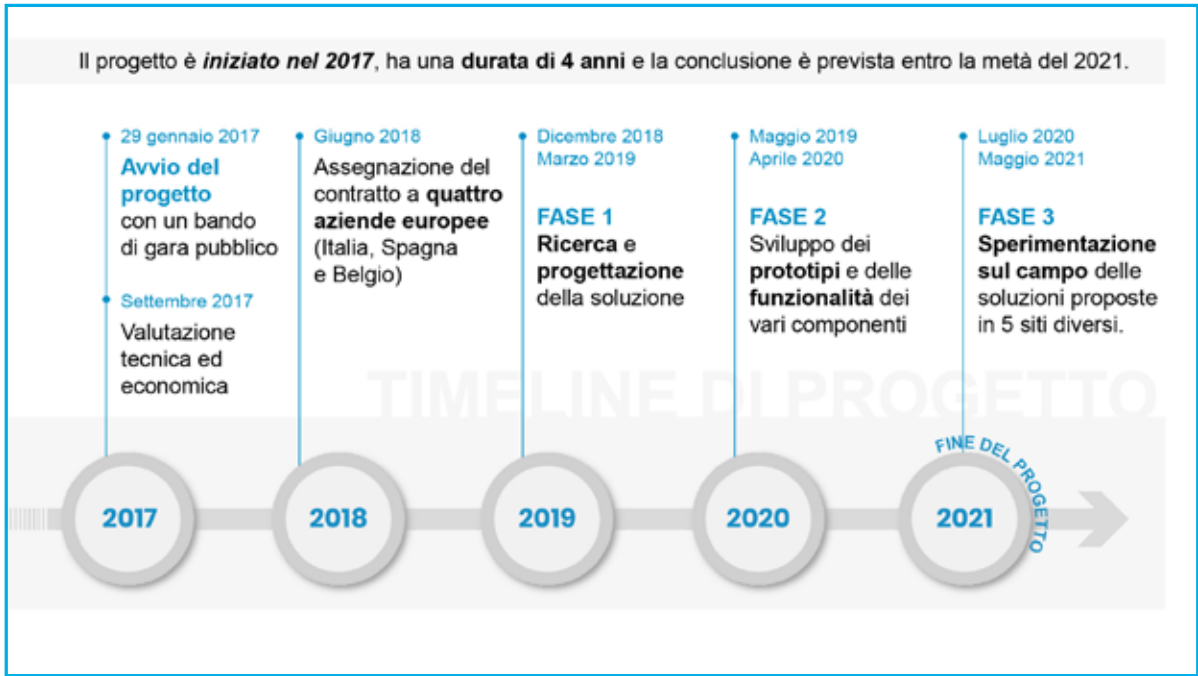 Il progetto è iniziato nel 2017, ha una durata di 4 anni e la conclusione è prevista entro la metà del 2021.
29 gennaio 2017
Avvio del
progetto
con un bando
di gara pubblico
Settembre 2017
Valutazione
tecnica ed
economica
Giugno 2018
Assegnazione del
contratto a quattro
aziende europee
(Italia, Spagna
e Belgio)
Dicembre 2018
Marzo 2019
FASE 1
Ricerca e
progettazione
della soluzione
Maggio 2019
Aprile 2020
FASE 2
Sviluppo dei
prototipi e delle
funzionalità dei
vari componenti
Luglio 2020
Maggio 2021
FASE 3
Sperimentazione
sul campo delle
soluzioni proposte
in 5 siti diversi.
TIMELINE DI PROGETTO
2017
2018
2019
2020
2021
FINE DEL PROGETTO